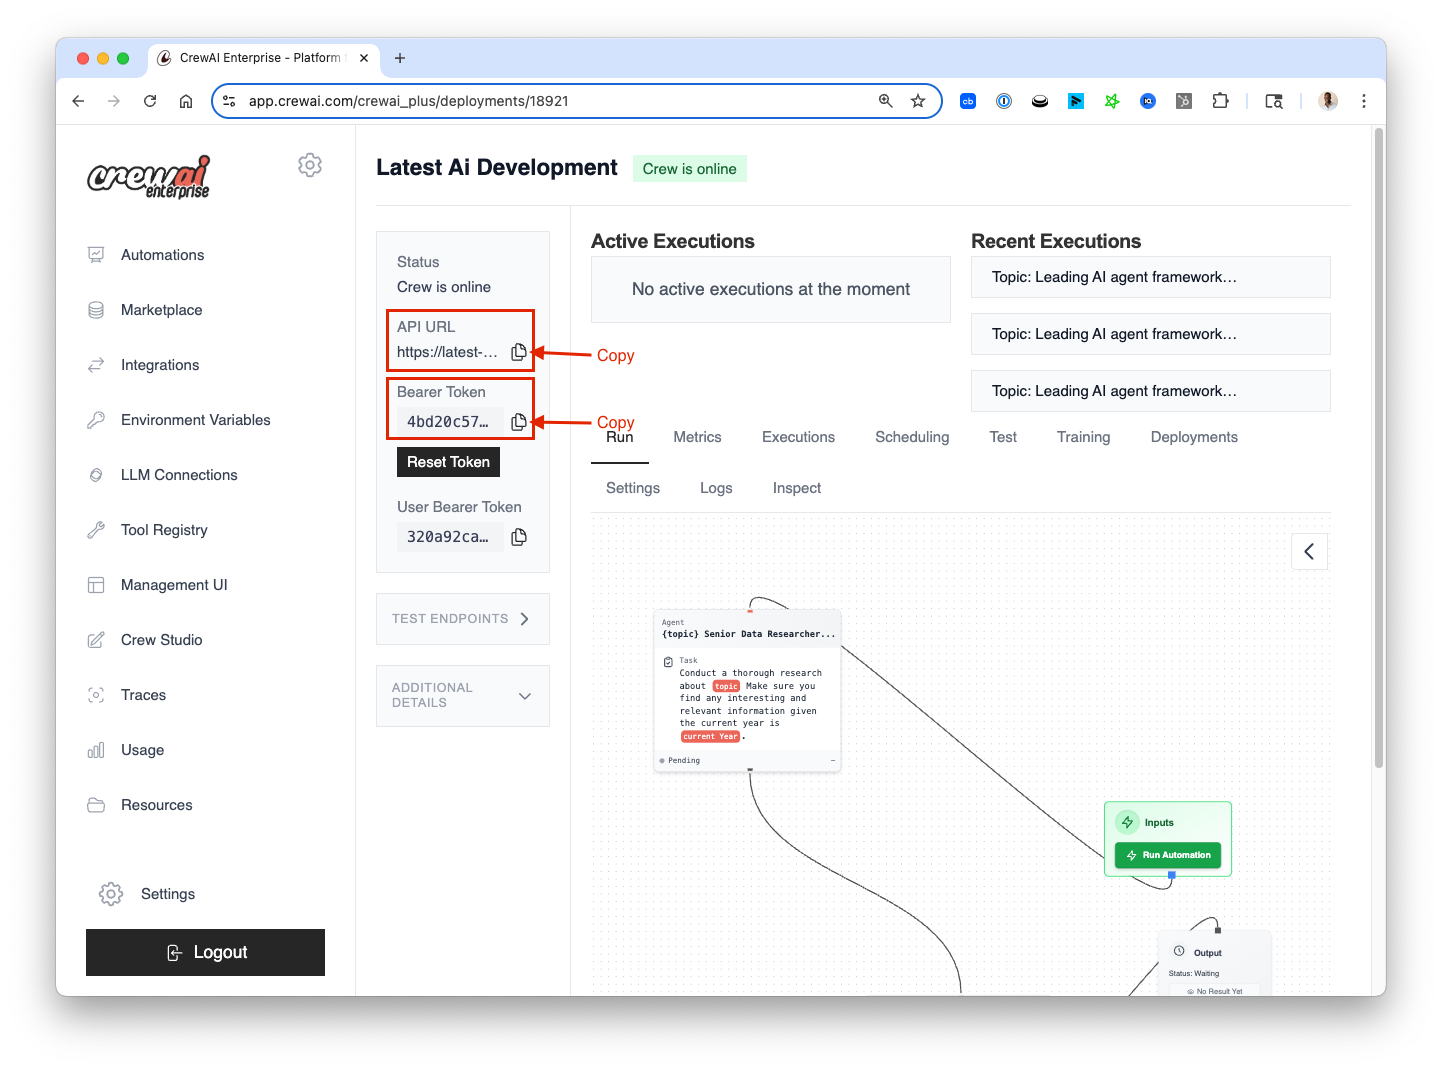 CrewAI Enterprise - Platform
app.crewai.com/crewai_plus/deployments/18921
crewai
enterprise
Automations
Marketplace
Integrations
Environment Variables
LLM Connections
Tool Registry
Management UI
Crew Studio
Traces
Usage
Resources
Settings
Logout
Latest Ai Development
Crew is online
Status
Crew is online
API URL
https://latest-...
Copy
Bearer Token
4bd20c57…
Copy
Reset Token
User Bearer Token
320a92ca…
TEST ENDPOINTS
ADDITIONAL
DETAILS
Active Executions
No active executions at the moment
Recent Executions
Topic: Leading AI agent framework…
Topic: Leading AI agent framework…
Topic: Leading AI agent framework…
Run Metrics Executions Scheduling Test Training Deployments
Settings Logs Inspect
Agent
{topic} Senior Data Researcher...
Task
Conduct a thorough research
about topic Make sure you
find any interesting and
relevant information given
the current year is
current Year.
Pending
Inputs
Run Automation
Output
Status: Waiting
No Result Yet